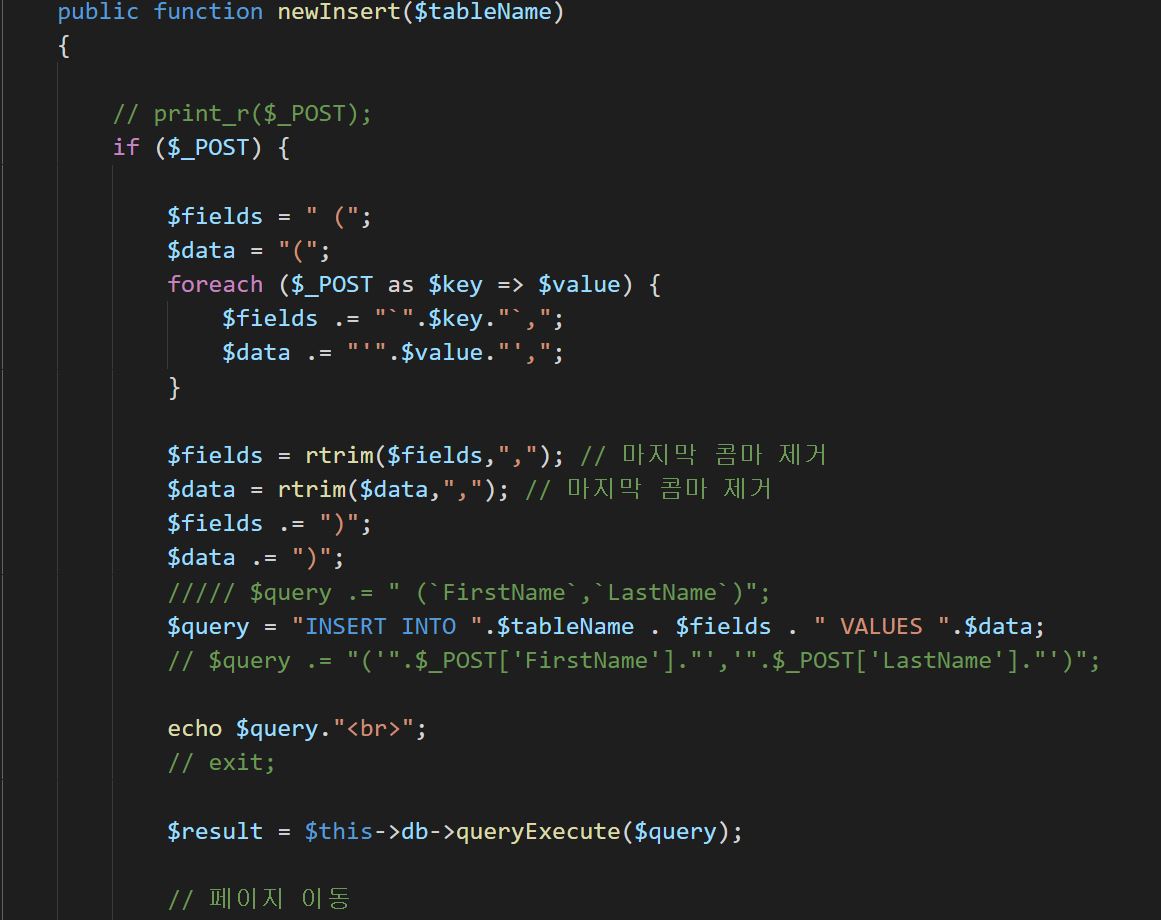 public function newInsert($tableName)
{
// print_r($_POST);
if ($_POST) {
$fields = " (";
$data = "(";
foreach ($_POST as $key => $value) {
$fields .= "`".$key."`,";
$data .= "'".$value."',";
}
$fields = rtrim($fields,","); // 마지막 콤마 제거
$data = rtrim($data,","); // 마지막 콤마 제거
$fields .= ")";
$data .= ")";
///// $query .= " (`FirstName`,`LastName`)";
$query = "INSERT INTO ".$tableName . $fields . " VALUES ".$data;
// $query .= "('".$_POST['FirstName']."','".$_POST['LastName']."')";
echo $query."<br>";
// exit;
$result = $this->db->queryExecute($query);
// 페이지 이동